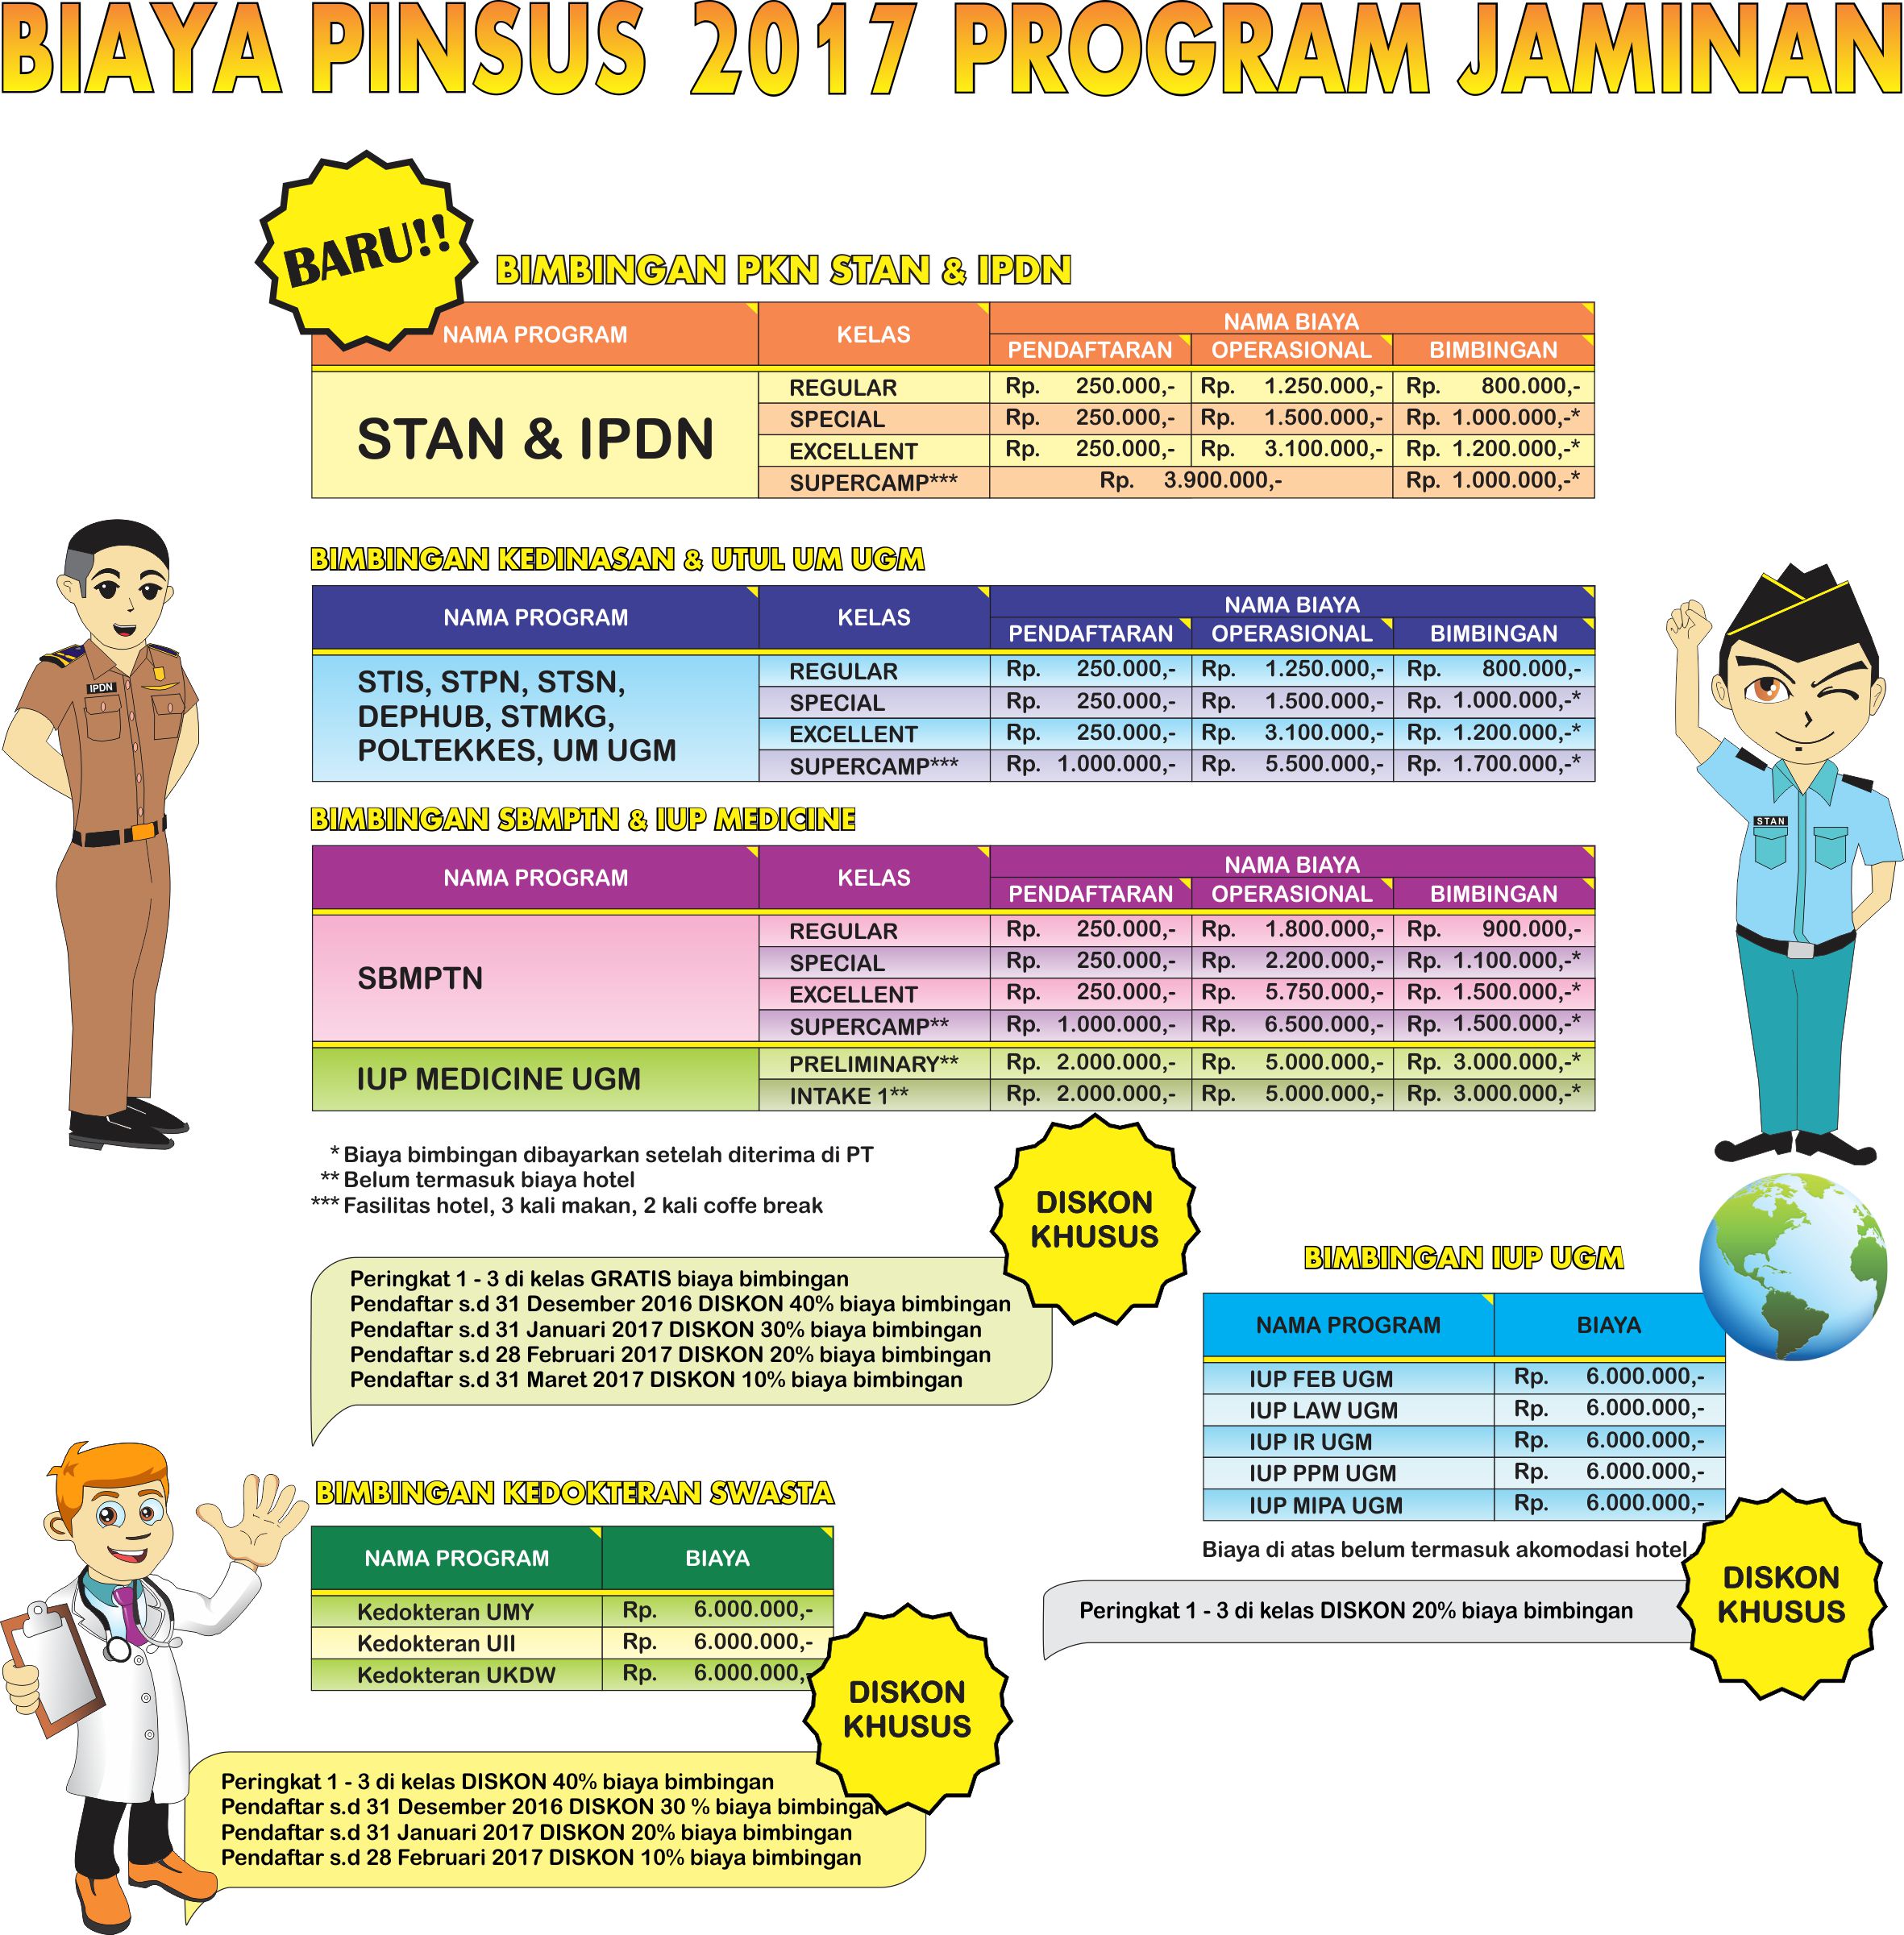 BIAYA PINSUS 2017 PROGRAM JAMINAN
BARU!!
BIMBINGAN PKN STAN & IPDN
NAMA PROGRAM KELAS NAMA BIAYA
PENDAFTARAN OPERASIONAL BIMBINGAN
STAN & IPDN
REGULAR Rp. 250.000,- Rp. 1.250.000,- Rp. 800.000,-
SPECIAL Rp. 250.000,- Rp. 1.500.000,- Rp. 1.000.000,-*
EXCELLENT Rp. 250.000,- Rp. 3.100.000,- Rp. 1.200.000,-*
SUPERCAMP*** Rp. 3.900.000,- Rp. 1.000.000,-*
BIMBINGAN KEDINASAN & UTUL UM UGM
NAMA PROGRAM KELAS NAMA BIAYA
PENDAFTARAN OPERASIONAL BIMBINGAN
STIS, STPN, STSN,
DEPHUB, STMKG,
POLTEKKES, UM UGM
REGULAR Rp. 250.000,- Rp. 1.250.000,- Rp. 800.000,-
SPECIAL Rp. 250.000,- Rp. 1.500.000,- Rp. 1.000.000,-*
EXCELLENT Rp. 250.000,- Rp. 3.100.000,- Rp. 1.200.000,-*
SUPERCAMP*** Rp. 1.000.000,- Rp. 5.500.000,- Rp. 1.700.000,-*
IPDN
STAN
BIMBINGAN SBMPTN & IUP MEDICINE
NAMA PROGRAM KELAS NAMA BIAYA
PENDAFTARAN OPERASIONAL BIMBINGAN
SBMPTN
REGULAR Rp. 250.000,- Rp. 1.800.000,- Rp. 900.000,-
SPECIAL Rp. 250.000,- Rp. 2.200.000,- Rp. 1.100.000,-*
EXCELLENT Rp. 250.000,- Rp. 5.750.000,- Rp. 1.500.000,-*
SUPERCAMP** Rp. 1.000.000,- Rp. 6.500.000,- Rp. 1.500.000,-*
IUP MEDICINE UGM
PRELIMINARY** Rp. 2.000.000,- Rp. 5.000.000,- Rp. 3.000.000,-*
INTAKE 1** Rp. 2.000.000,- Rp. 5.000.000,- Rp. 3.000.000,-*
* Biaya bimbingan dibayarkan setelah diterima di PT
** Belum termasuk biaya hotel
*** Fasilitas hotel, 3 kali makan, 2 kali coffe break
DISKON
KHUSUS
Peringkat 1 - 3 di kelas GRATIS biaya bimbingan
Pendaftar s.d 31 Desember 2016 DISKON 40% biaya bimbingan
Pendaftar s.d 31 Januari 2017 DISKON 30% biaya bimbingan
Pendaftar s.d 28 Februari 2017 DISKON 20% biaya bimbingan
Pendaftar s.d 31 Maret 2017 DISKON 10% biaya bimbingan
BIMBINGAN IUP UGM
NAMA PROGRAM BIAYA
IUP FEB UGM Rp. 6.000.000,-
IUP LAW UGM Rp. 6.000.000,-
IUP IR UGM Rp. 6.000.000,-
IUP PPM UGM Rp. 6.000.000,-
IUP MIPA UGM Rp. 6.000.000,-
Biaya di atas belum termasuk akomodasi hotel
Peringkat 1 - 3 di kelas DISKON 20% biaya bimbingan
DISKON
KHUSUS
BIMBINGAN KEDOKTERAN SWASTA
NAMA PROGRAM BIAYA
Kedokteran UMY Rp. 6.000.000,-
Kedokteran UII Rp. 6.000.000,-
Kedokteran UKDW Rp. 6.000.000,-
DISKON
KHUSUS
Peringkat 1 - 3 di kelas DISKON 40% biaya bimbingan
Pendaftar s.d 31 Desember 2016 DISKON 30 % biaya bimbingan
Pendaftar s.d 31 Januari 2017 DISKON 20% biaya bimbingan
Pendaftar s.d 28 Februari 2017 DISKON 10% biaya bimbingan